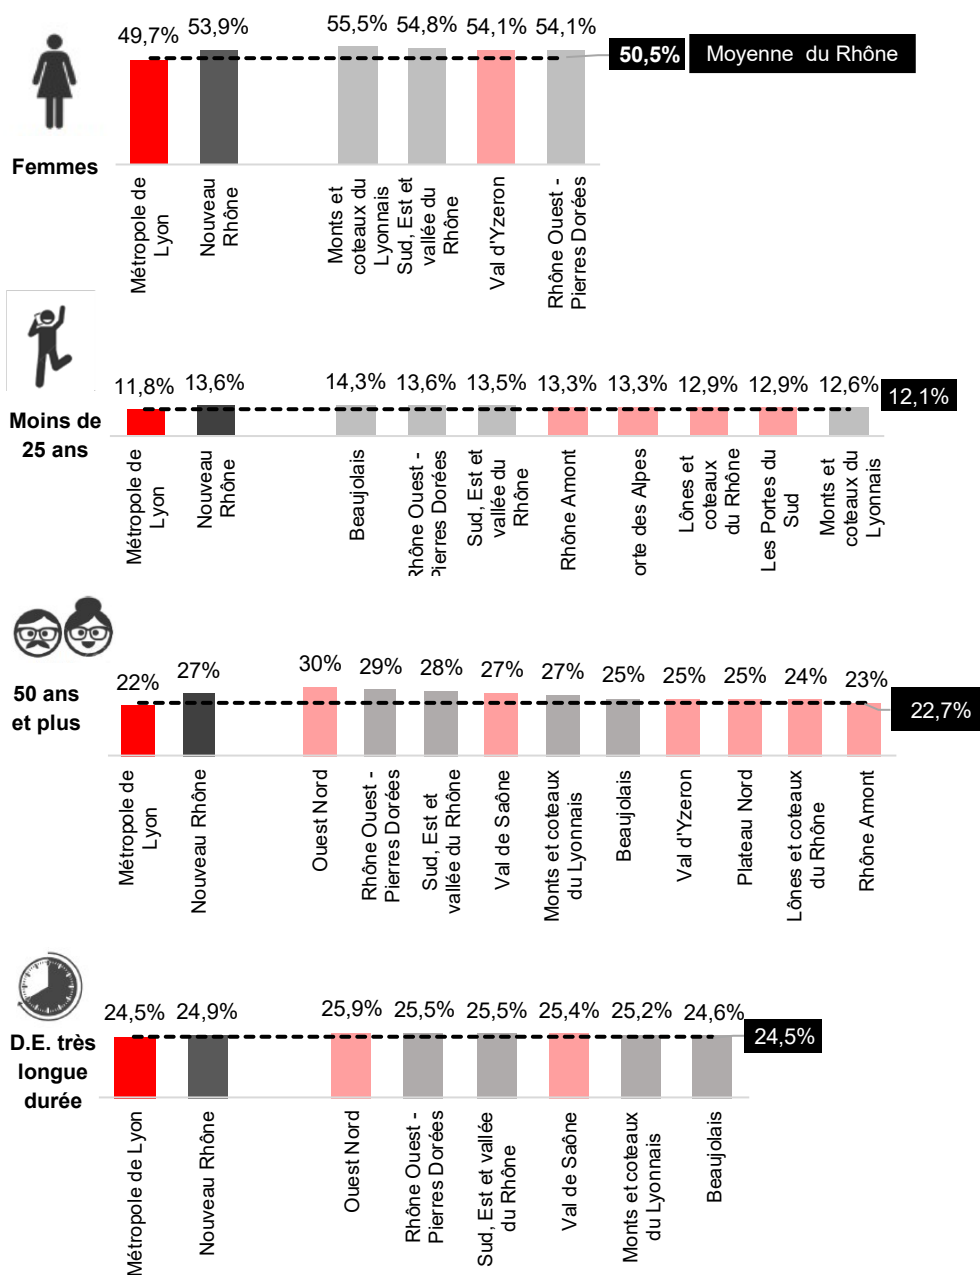 49,7%
53,9%
55,5%
54,8%
54,1%
54,1%
50,5%
Moyenne du Rhône
Femmes
Métropole de
Lyon
Nouveau
Rhône
Monts et
coteaux du
Lyonnais
Sud, Est et
vallée du
Rhône
Val d'Yzeron
Rhône Ouest -
Pierres Dorées
11,8%
13,6%
14,3%
13,6%
13,5%
13,3%
13,3%
12,9%
12,9%
12,6%
12,1%
Moins de
25 ans
Métropole de
Lyon
Nouveau
Rhône
Beaujolais
Rhône Ouest -
Pierres Dorées
Sud, Est et
vallée du
Rhône
Rhône Amont
orte des Alpes
Lônes et
coteaux
du Rhône
Les Portes du
Sud
Monts et
coteaux du
Lyonnais
22%
27%
30%
29%
28%
27%
27%
25%
25%
25%
24%
23%
22,7%
50 ans
et plus
Métropole de
Lyon
Nouveau Rhône
Ouest Nord
Rhône Ouest -
Pierres Dorées
Sud, Est et
vallée du Rhône
Val de Saône
Monts et coteaux
du Lyonnais
Beaujolais
Val d'Yzeron
Plateau Nord
Lônes et coteaux
du Rhône
Rhône Amont
24,5%
24,9%
25,9%
25,5%
25,5%
25,4%
25,2%
24,6%
24,5%
D.E. très
longue
durée
Métropole de Lyon
Nouveau Rhône
Ouest Nord
Rhône Ouest -
Pierres Dorées
Sud, Est et vallée
du Rhône
Val de Saône
Monts et coteaux
du Lyonnais
Beaujolais